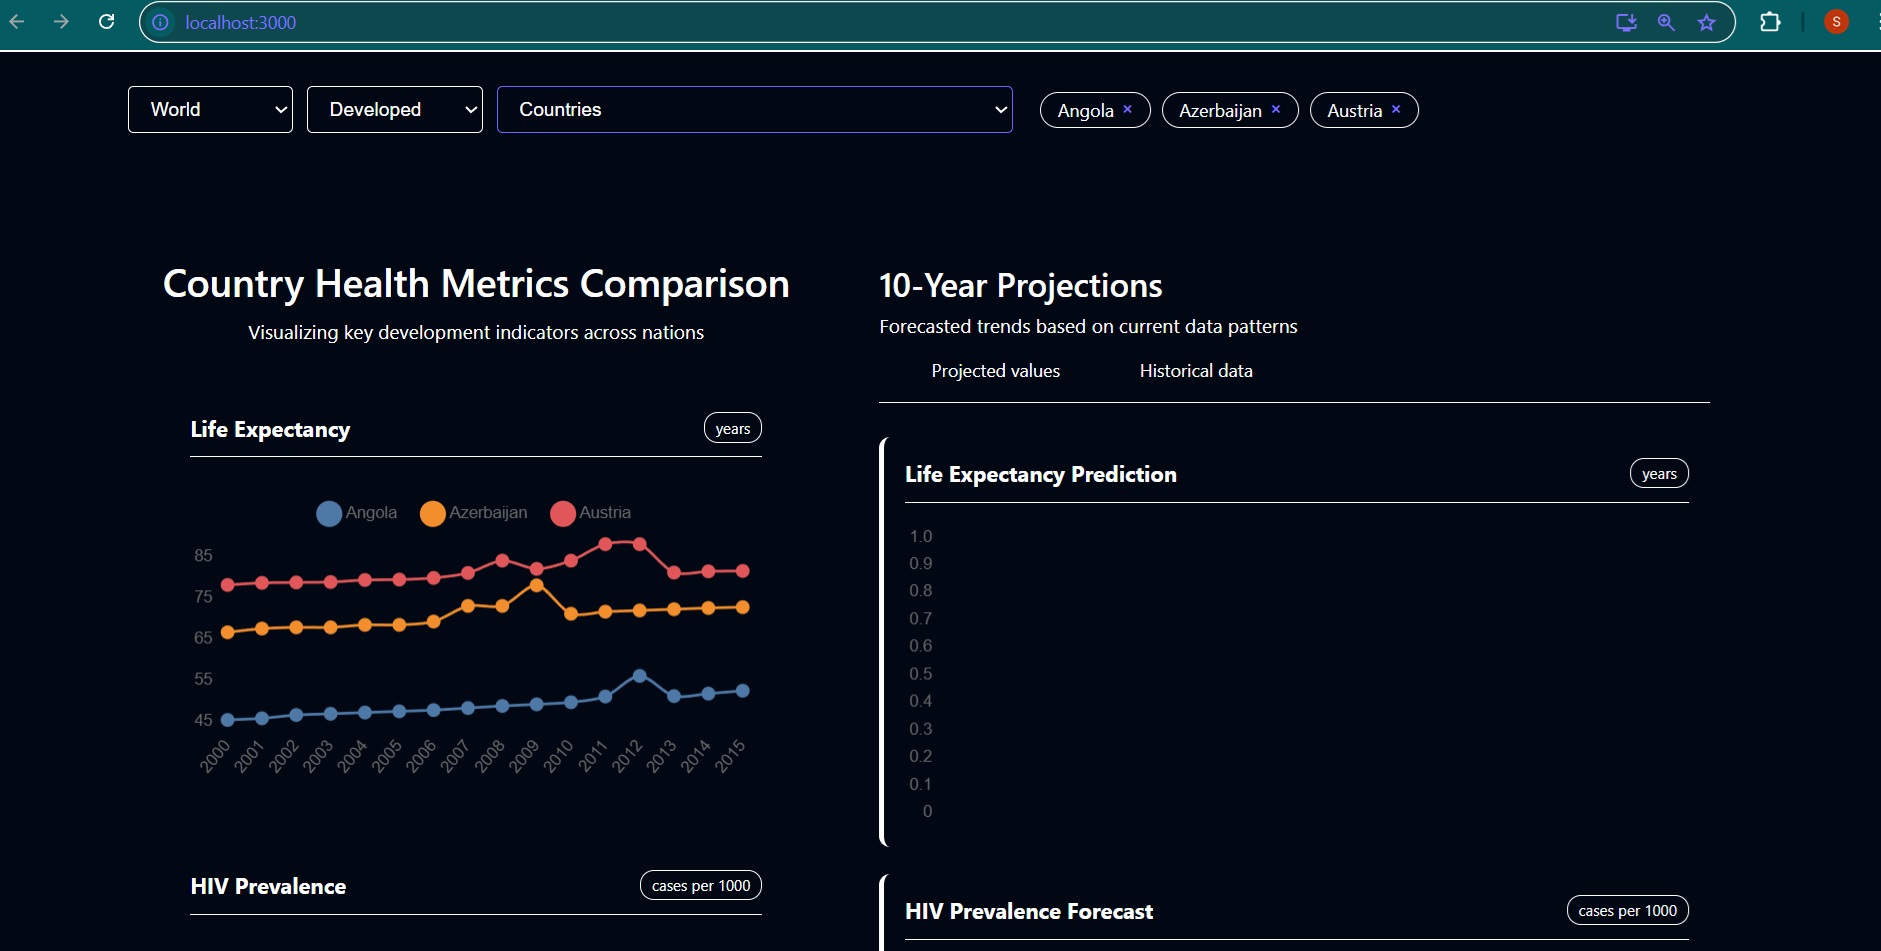 localhost:3000
S
World
Developed
Countries
Angola ×
Azerbaijan ×
Austria ×
Country Health Metrics Comparison
Visualizing key development indicators across nations
Life Expectancy
years
Angola
Azerbaijan
Austria
85
75
65
55
45
2000
2001
2002
2003
2004
2005
2006
2007
2008
2009
2010
2011
2012
2013
2014
2015
HIV Prevalence
cases per 1000
10-Year Projections
Forecasted trends based on current data patterns
Projected values
Historical data
Life Expectancy Prediction
years
1.0
0.9
0.8
0.7
0.6
0.5
0.4
0.3
0.2
0.1
0
HIV Prevalence Forecast
cases per 1000